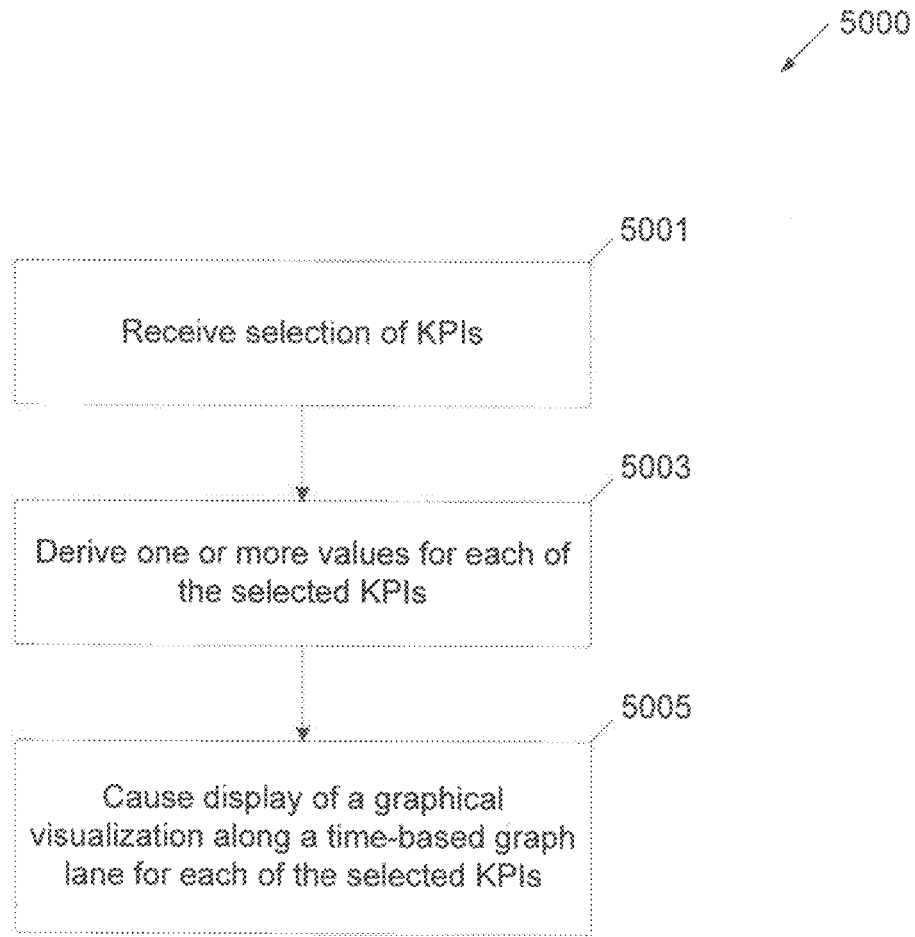 5000
5001
Receive selection of KPIs
5003
Derive one or more values for each of
the selected KPIs
5005
Cause display of a graphical
visualization along a time-based graph
lane for each of the selected KPIs